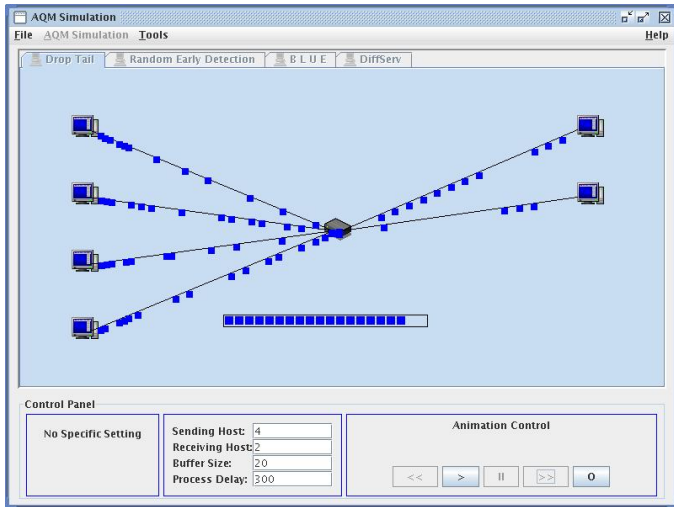 AQM Simulation
File AQM Simulation Tools Help
Drop Tail Random Early Detection B L U E DiffServ
Control Panel
No Specific Setting
Sending Host: 4
Receiving Host: 2
Buffer Size: 20
Process Delay: 300
Animation Control
<< > II >> O